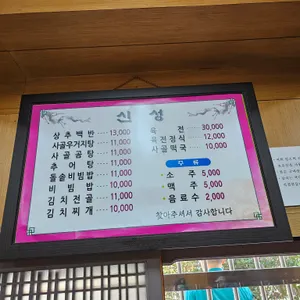 신 성
상 추 백 반 13,000
사골우거지탕 11,000
사 골 곰 탕 11,000
추 어 탕 11,000
돌솥비빔밥 11,000
비 빔 밥 10,000
김 치 전 골 11,000
김 치 찌 개 10,000
육 전 30,000
육전정식 12,000
사골떡국 10,000
주 류
소 주 5,000
맥 주 5,000
음료수 2,000
찾아주셔서 감사합니다